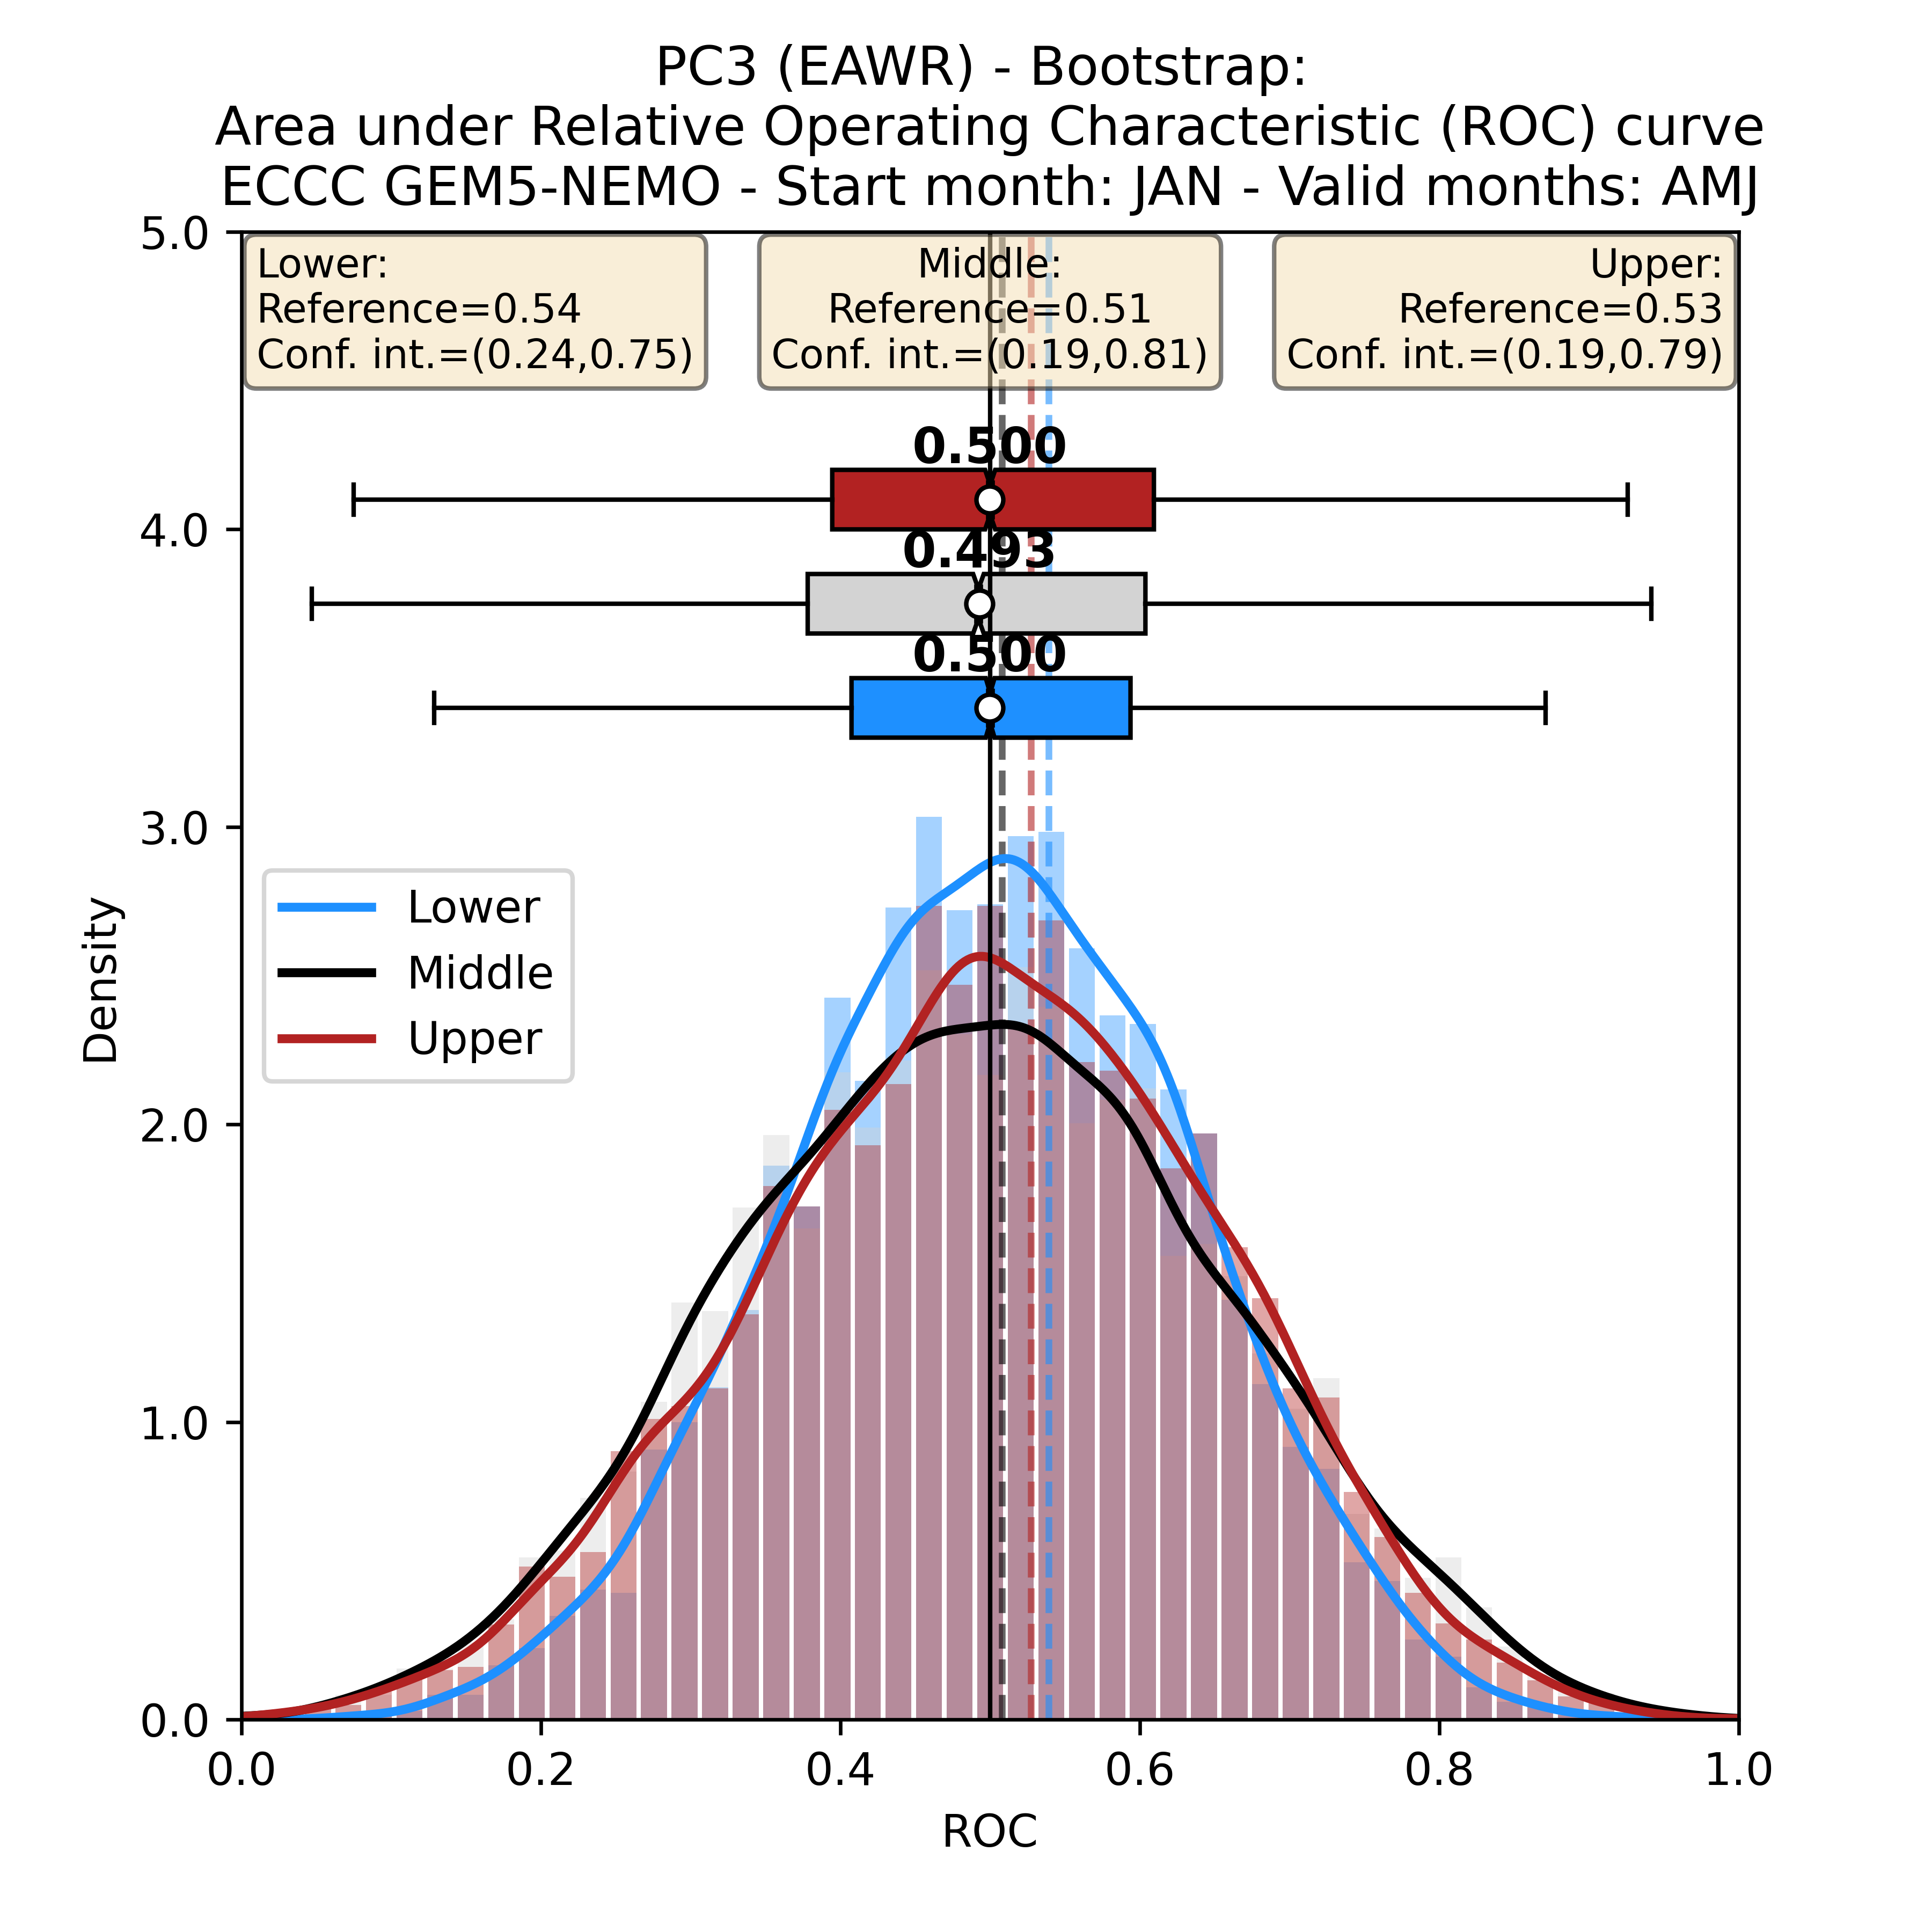 PC3 (EAWR) - Bootstrap:
Area under Relative Operating Characteristic (ROC) curve
ECCC GEM5-NEMO - Start month: JAN - Valid months: AMJ
Lower:
Reference=0.54
Conf. int.=(0.24,0.75)
Middle:
Reference=0.51
Conf. int.=(0.19,0.81)
Upper:
Reference=0.53
Conf. int.=(0.19,0.79)
0.500
0.493
0.500
5.0
4.0
3.0
2.0
1.0
0.0
Density
Lower
Middle
Upper
0.0
0.2
0.4
0.6
0.8
1.0
ROC